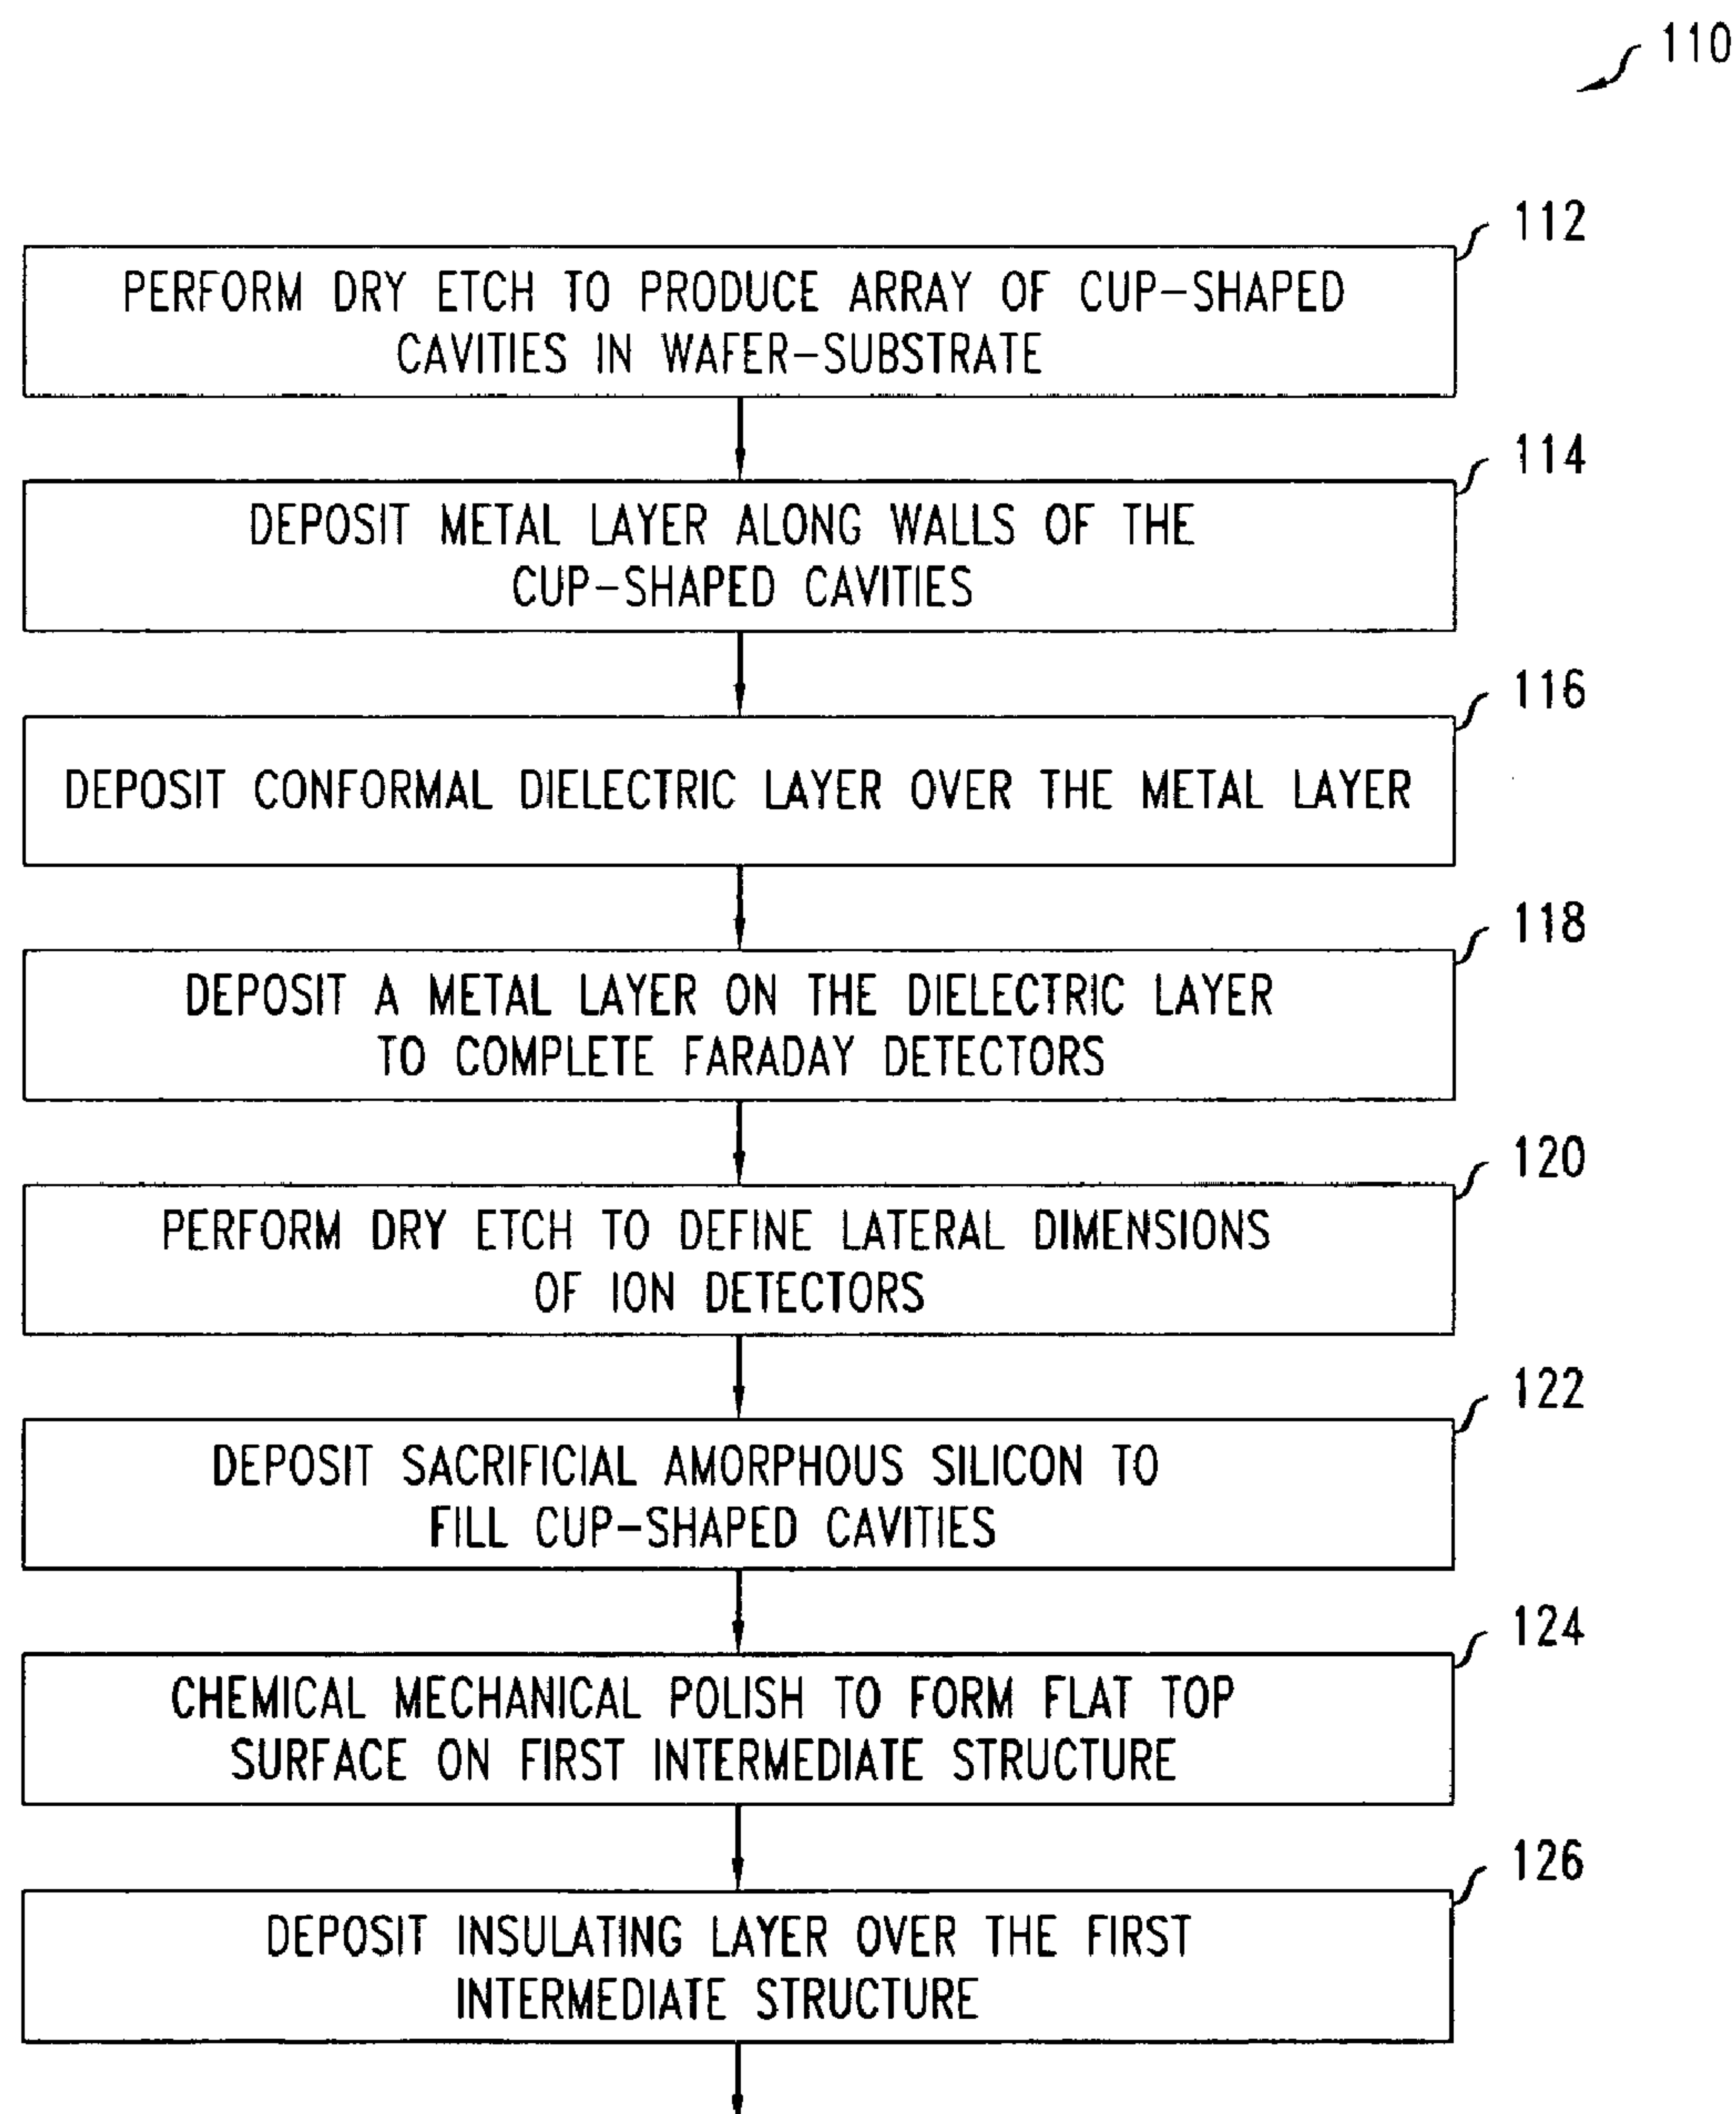 110
112
PERFORM DRY ETCH TO PRODUCE ARRAY OF CUP-SHAPED
CAVITIES IN WAFER-SUBSTRATE
114
DEPOSIT METAL LAYER ALONG WALLS OF THE
CUP-SHAPED CAVITIES
116
DEPOSIT CONFORMAL DIELECTRIC LAYER OVER THE METAL LAYER
118
DEPOSIT A METAL LAYER ON THE DIELECTRIC LAYER
TO COMPLETE FARADAY DETECTORS
120
PERFORM DRY ETCH TO DEFINE LATERAL DIMENSIONS
OF ION DETECTORS
122
DEPOSIT SACRIFICIAL AMORPHOUS SILICON TO
FILL CUP-SHAPED CAVITIES
124
CHEMICAL MECHANICAL POLISH TO FORM FLAT TOP
SURFACE ON FIRST INTERMEDIATE STRUCTURE
126
DEPOSIT INSULATING LAYER OVER THE FIRST
INTERMEDIATE STRUCTURE